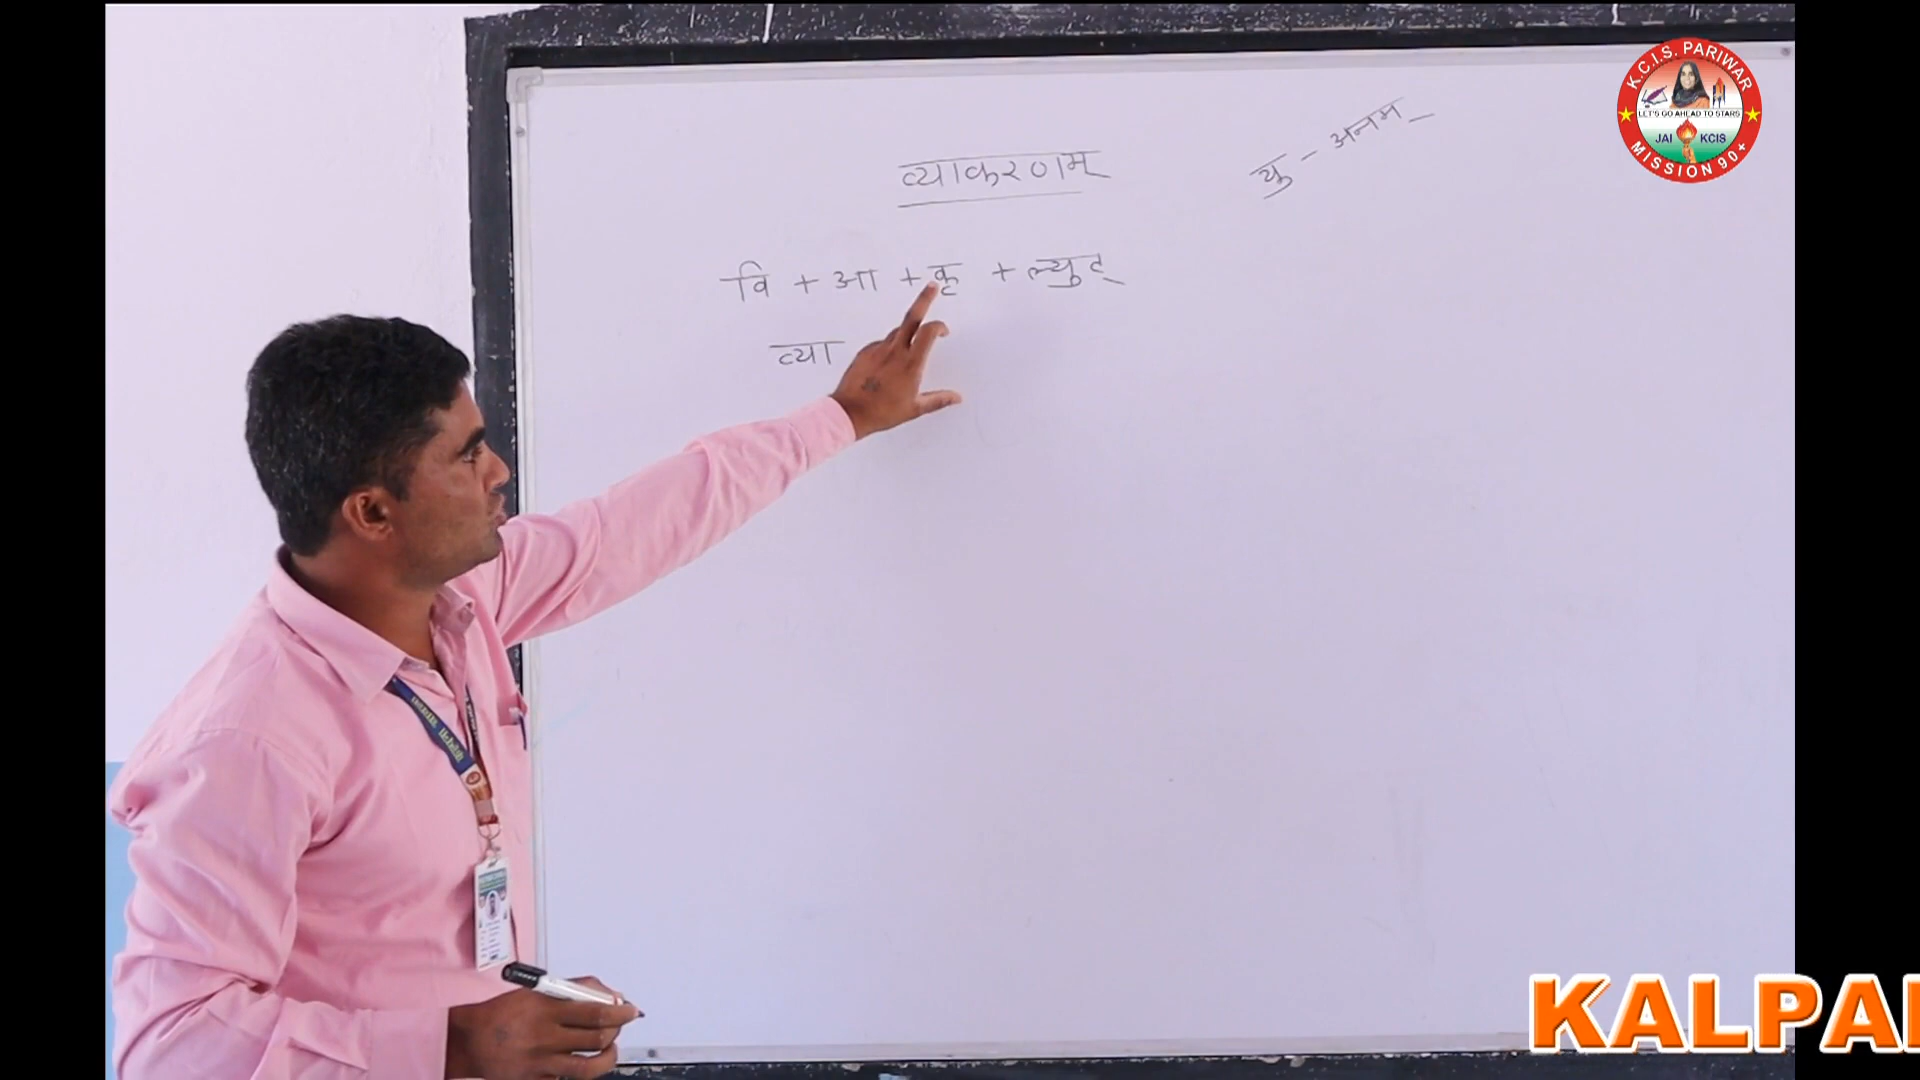 व्याकरणम्
यु - अनम्
वि + आ + कृ + ल्युट्
व्या
K.C.I.S. PARIWAR
LET'S GO AHEAD TO STARS
JAI KCIS
MISSION 90+
KALPA